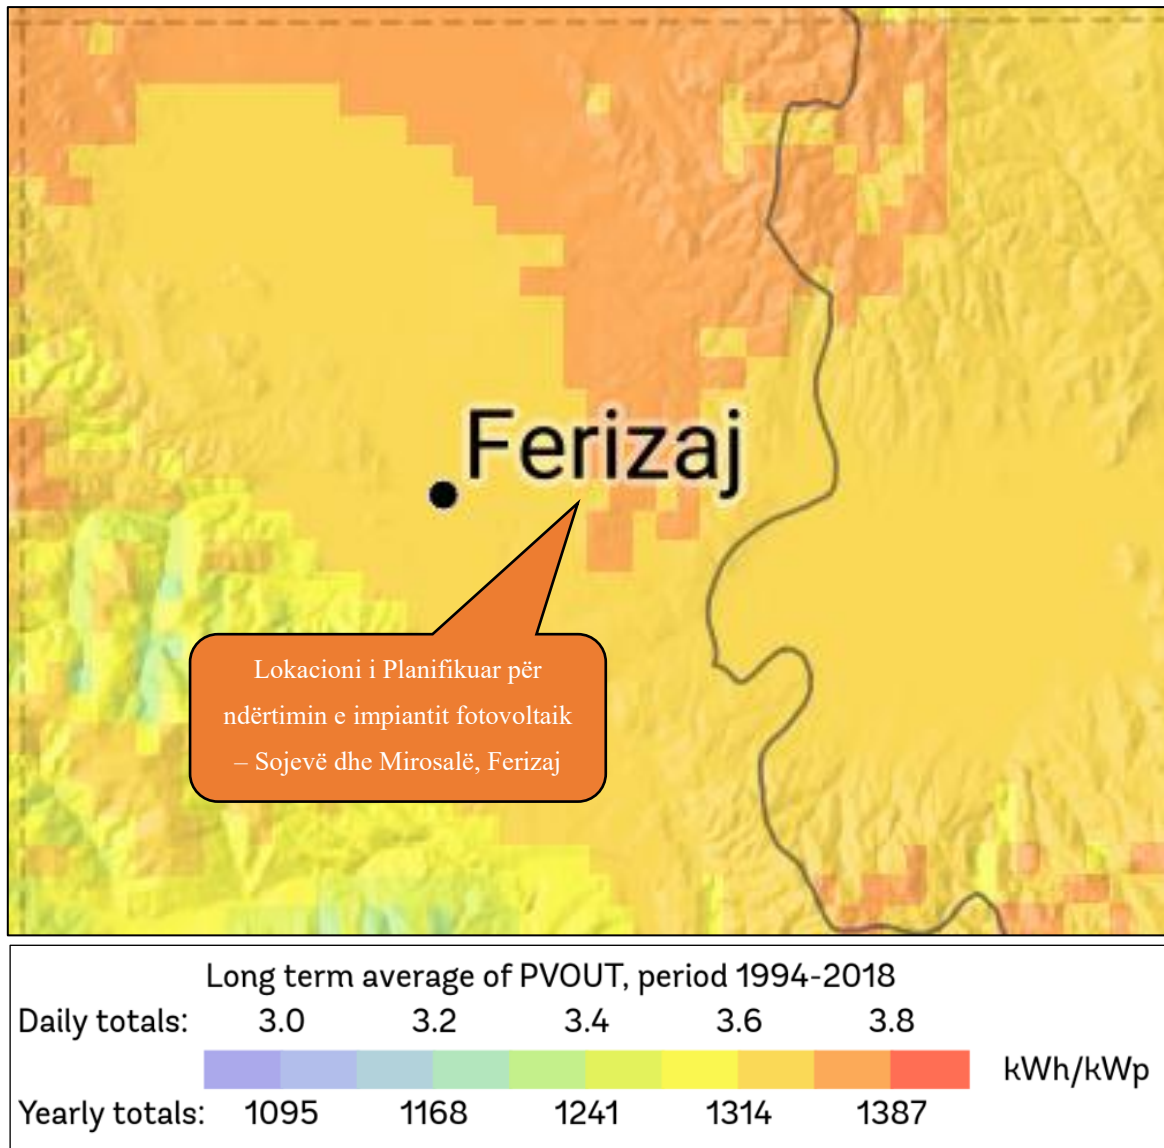 Ferizaj
Lokacioni i Planifikuar për
ndërtimin e impiantit fotovoltaik
– Sojevë dhe Mirosalë, Ferizaj
Long term average of PVOUT, period 1994-2018
Daily totals: 3.0 3.2 3.4 3.6 3.8
kWh/kWp
Yearly totals: 1095 1168 1241 1314 1387